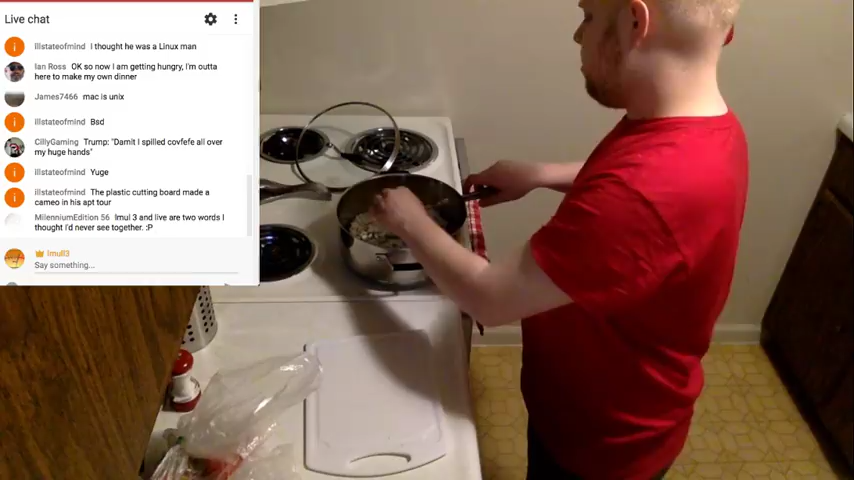 Live chat
illstateofmind I thought he was a Linux man
Ian Ross OK so now I am getting hungry, I'm outta
here to make my own dinner
James7466 mac is unix
illstateofmind Bsd
CillyGaming Trump: "Damit I spilled covfefe all over
my huge hands"
illstateofmind Yuge
illstateofmind The plastic cutting board made a
cameo in his apt tour
MilenniumEdition 56 lmul 3 and live are two words I
thought I'd never see together. :P
lmull3
Say something...